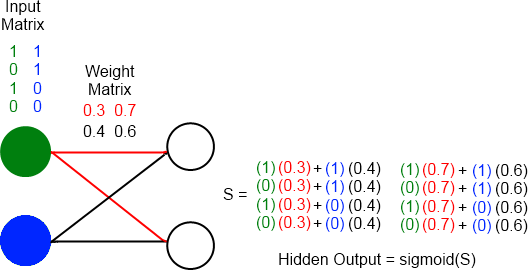 Input
Matrix
1 1
0 1
1 0
0 0
Weight
Matrix
0.3 0.7
0.4 0.6
S =
(1)(0.3)+(1)(0.4) (1)(0.7)+(1)(0.6)
(0)(0.3)+(1)(0.4) (0)(0.7)+(1)(0.6)
(1)(0.3)+(0)(0.4) (1)(0.7)+(0)(0.6)
(0)(0.3)+(0)(0.4) (0)(0.7)+(0)(0.6)
Hidden Output = sigmoid(S)